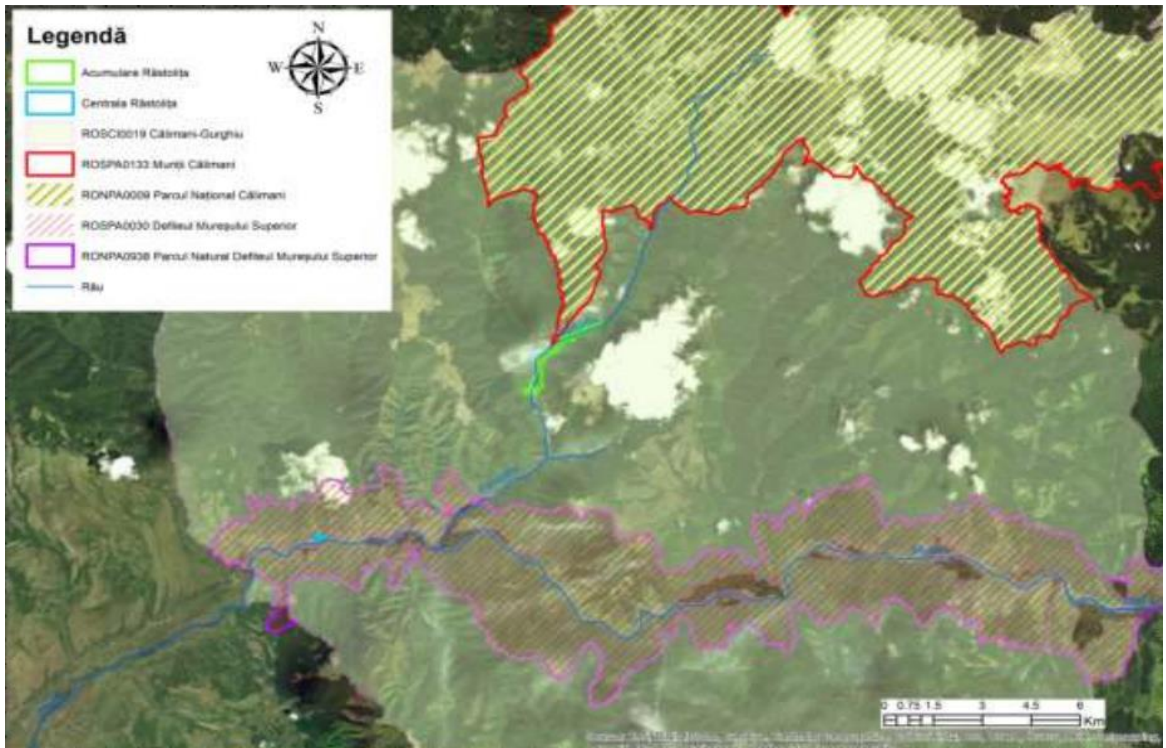 Legendă
N
W E
S
Acumulare Răstolița
Centrala Răstolița
ROSCI0019 Călimani-Gurghiu
ROSPA0133 Munții Călimani
RONPA0009 Parcul Național Călimani
ROSPA0030 Defileul Mureșului Superior
RONPA0938 Parcul Natural Defileul Mureșului Superior
Râu
0 0.75 1.5 3 4.5 6
Km